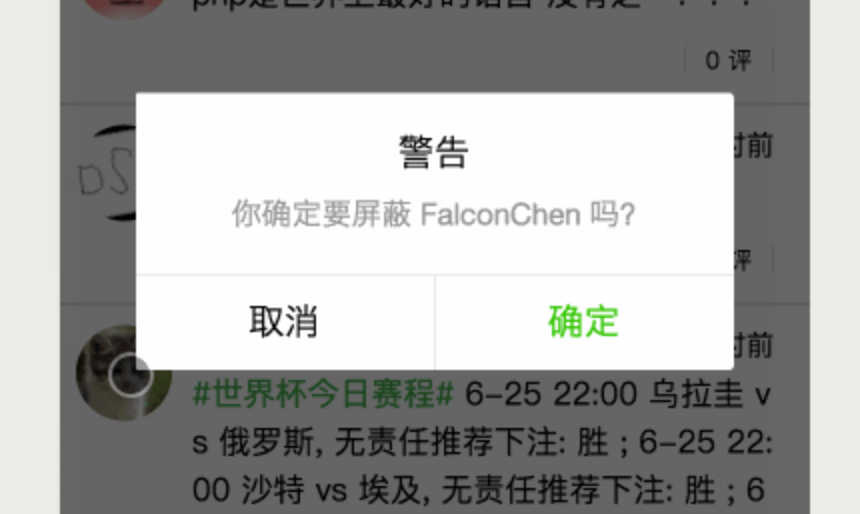 php是世界上最好的语言 没有之一！！！
0 评
警告
时前
DS
你确定要屏蔽 FalconChen 吗?
评
取消
确定
时前
#世界杯今日赛程# 6-25 22:00 乌拉圭 v
s 俄罗斯, 无责任推荐下注: 胜 ; 6-25 22:
00 沙特 vs 埃及, 无责任推荐下注: 胜 ; 6